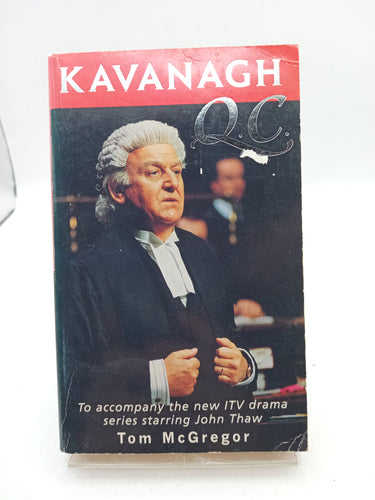 KAVANAGH
Q.C.
To accompany the new ITV drama
series starring John Thaw
Tom McGregor